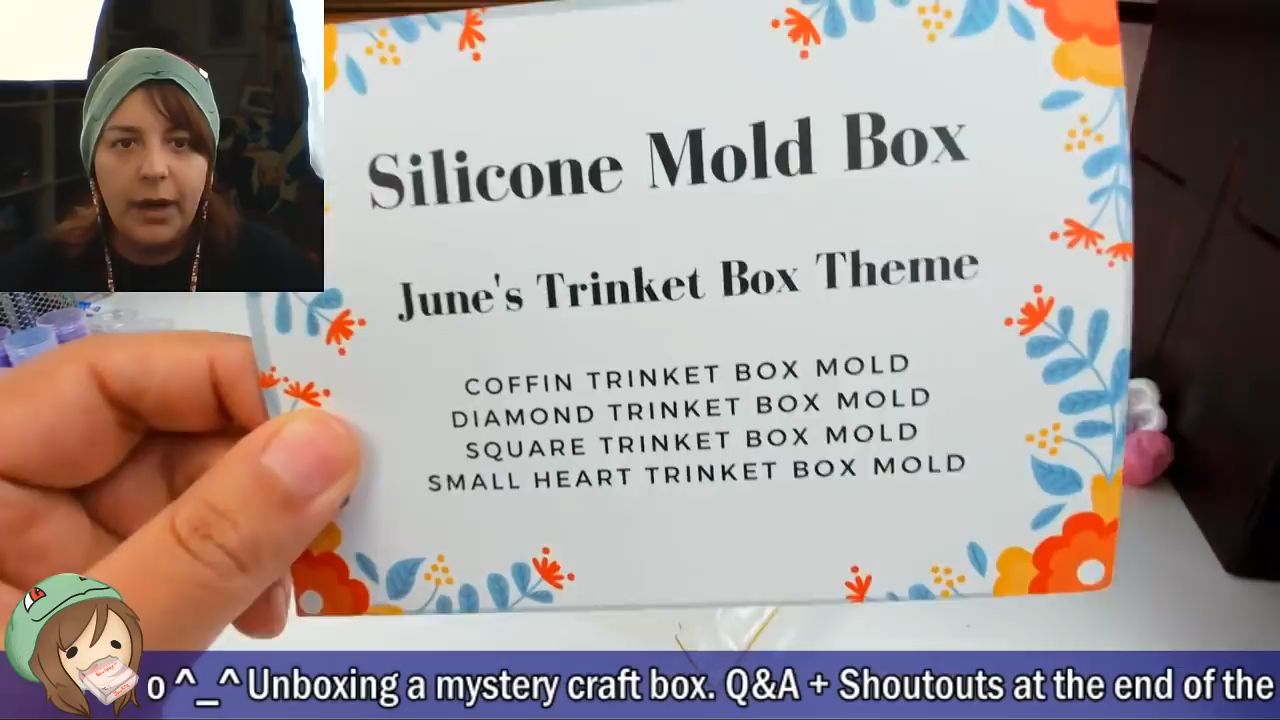 Silicone Mold Box
June's Trinket Box Theme
COFFIN TRINKET BOX MOLD
DIAMOND TRINKET BOX MOLD
SQUARE TRINKET BOX MOLD
SMALL HEART TRINKET BOX MOLD
o ^_^ Unboxing a mystery craft box. Q&A + Shoutouts at the end of the